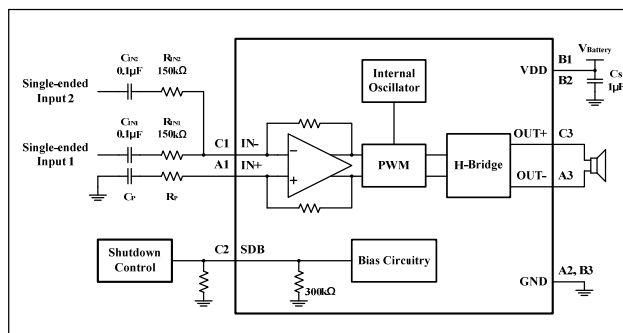 CIN2
0.1µF
RIN2
150kΩ
Single-ended
Input 2
CIN1
0.1µF
RIN1
150kΩ
Single-ended
Input 1
CP
RP
C1
IN-
A1
IN+
−
+
Internal
Oscillator
PWM
H-Bridge
VDD
B1
B2
VBattery
CS
1µF
OUT+
C3
OUT-
A3
Shutdown
Control
C2
SDB
300kΩ
Bias Circuitry
GND
A2, B3